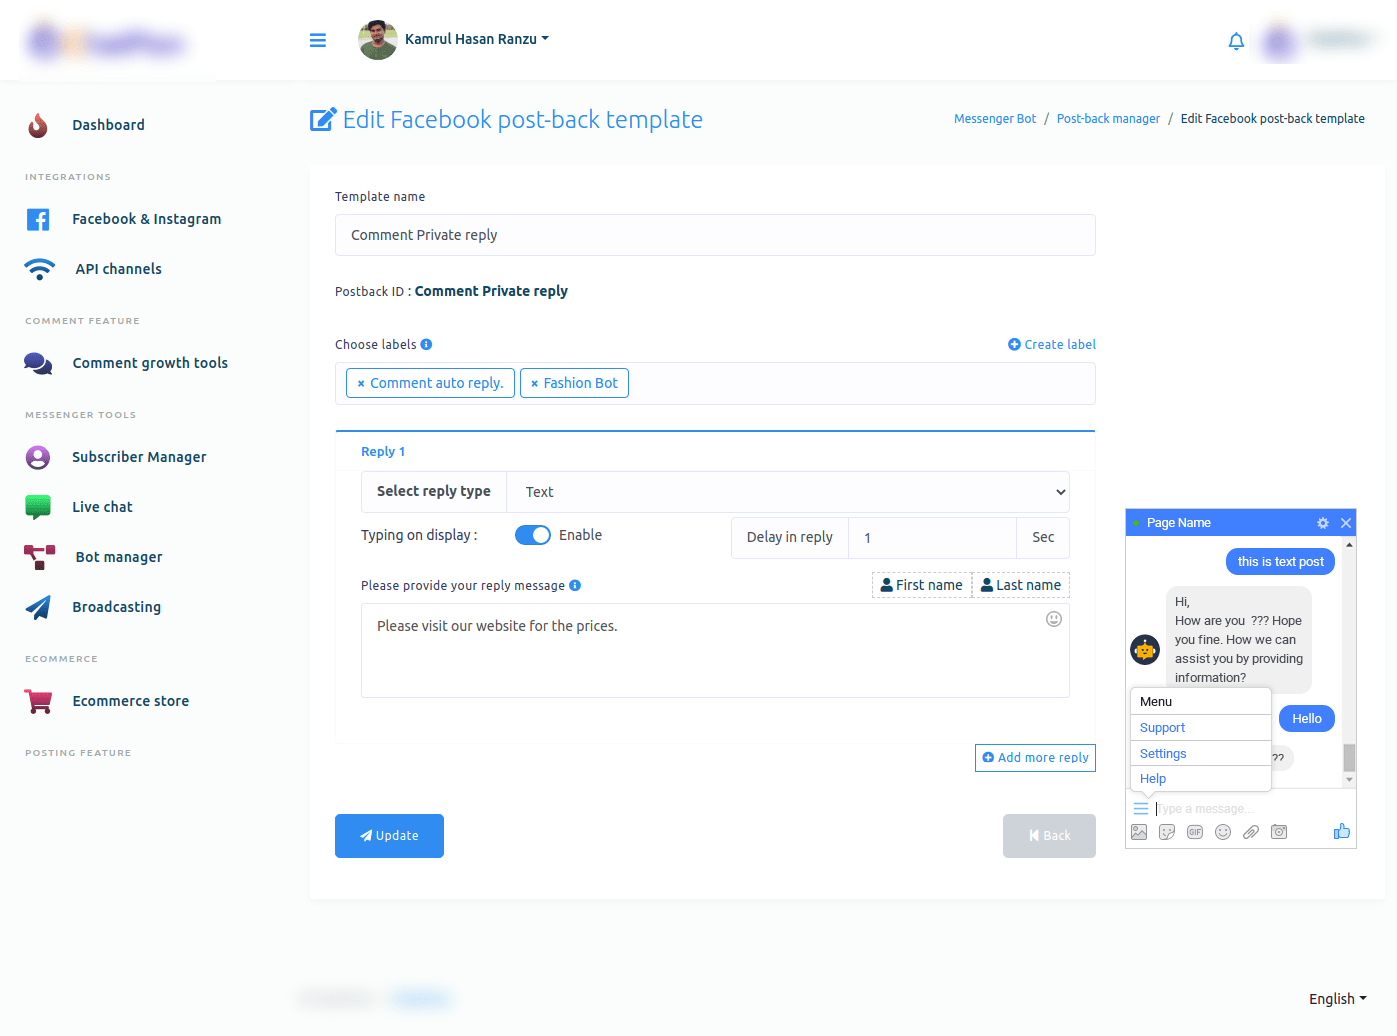 Kamrul Hasan Ranzu
Dashboard
INTEGRATIONS
Facebook & Instagram
API channels
COMMENT FEATURE
Comment growth tools
MESSENGER TOOLS
Subscriber Manager
Live chat
Bot manager
Broadcasting
ECOMMERCE
Ecommerce store
POSTING FEATURE
Edit Facebook post-back template
Messenger Bot / Post-back manager / Edit Facebook post-back template
Template name
Comment Private reply
Postback ID : Comment Private reply
Choose labels
Create label
× Comment auto reply. × Fashion Bot
Reply 1
Select reply type Text
Typing on display : Enable
Delay in reply 1 Sec
Please provide your reply message
First name Last name
Please visit our website for the prices.
Add more reply
Update
Back
Page Name
this is text post
Hi,
How are you ??? Hope
you fine. How we can
assist you by providing
information?
Hello
??
Menu
Support
Settings
Help
Type a message...
GIF
English